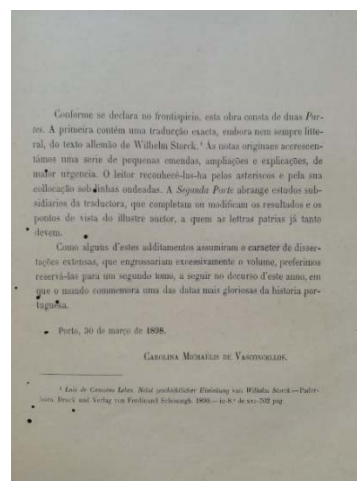 Conforme se declara no frontispicio, esta obra consta de duas Par-
tes. A primeira contém uma traducção exacta, embora nem sempre litte-
ral, do texto allemão de Wilhelm Storck.¹ Ás notas originaes acrescen-
támos uma serie de pequenas emendas, ampliações e explicações, de
maior urgencia. O leitor reconhecê-las-ha pelos asteriscos e pela sua
collocação sob linhas ondeadas. A Segunda Parte abrange estudos sub-
sidiarios da traductora, que completam ou modificam os resultados e os
pontos de vista do illustre auctor, a quem as lettras patrias já tanto
devem.
Como alguns d'estes additamentos assumiram o caracter de disser-
tações extensas, que engrossariam excessivamente o volume, preferimos
reservá-las para um segundo tomo, a seguir no decurso d'este anno, em
que o mundo commemora uma das datas mais gloriosas da historia por-
tuguêsa.
Porto, 30 de março de 1898.
CAROLINA MICHAËLIS DE VASCONCELLOS.
¹ Luis de Camoens Leben. Nebst geschichtlicher Einleitung von Wilhelm Storck.—Pader-
born. Druck und Verlag von Ferdinand Schöningh. 1890.— in-8.º de xvi-702 pag.